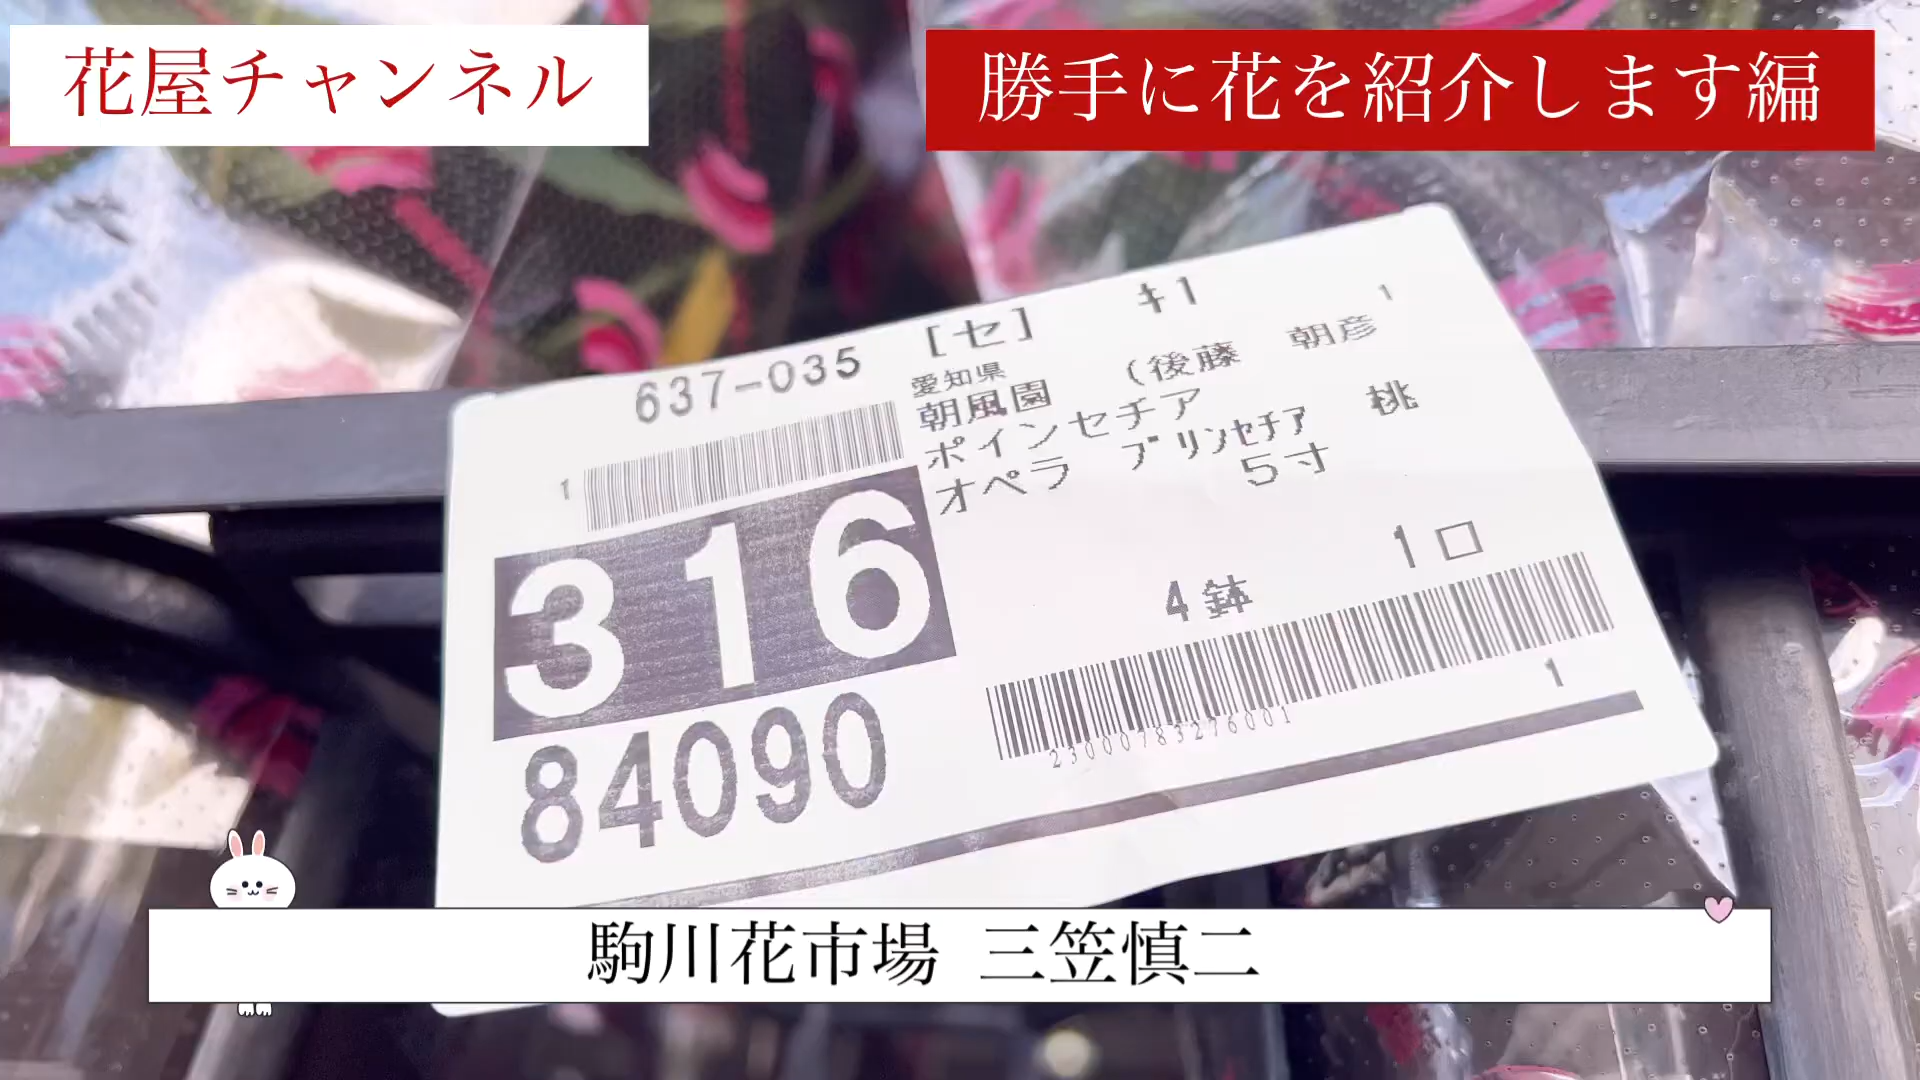 花屋チャンネル
勝手に花を紹介します編
637-035
[セ]
ｷ1
1
愛知県
朝風園
(後藤 朝彦
ポインセチア
オペラ
ﾌﾟﾘﾝｾﾁｱ 桃
5寸
1
316
84090
4鉢
1口
23000783276001
1
駒川花市場 三笠慎二